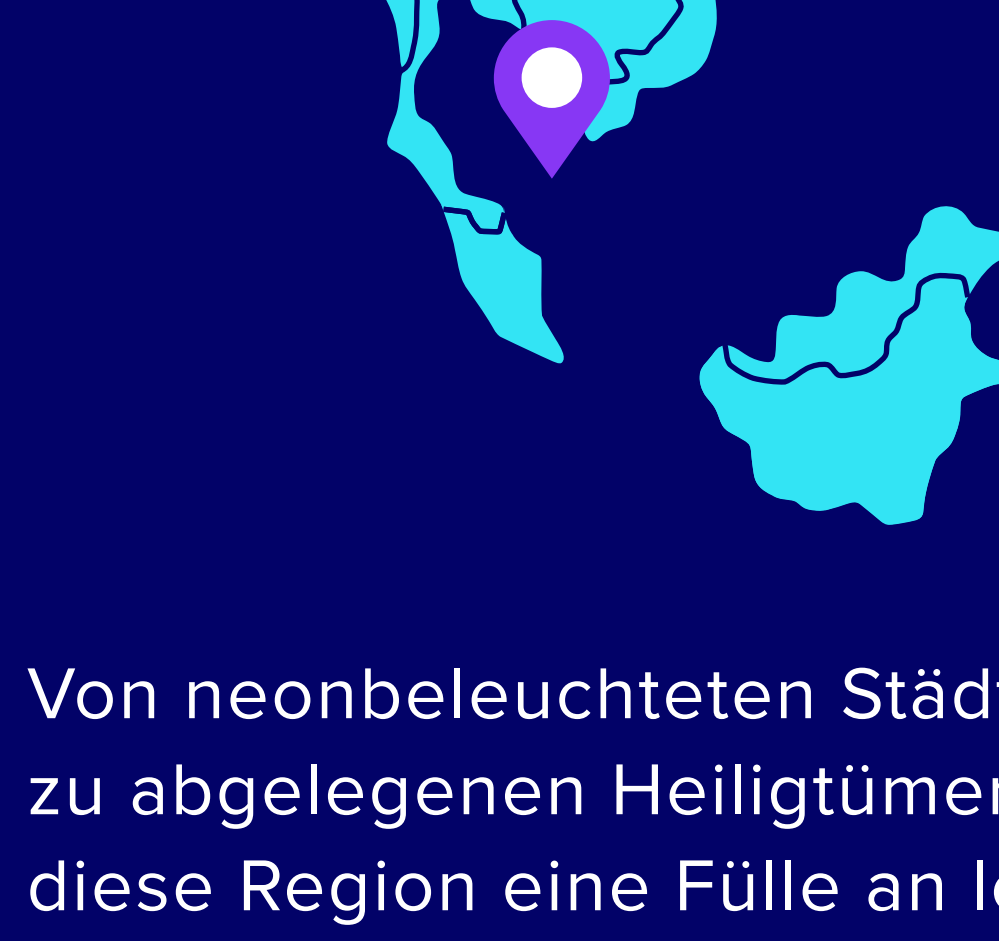 Von neonbeleuchteten Städ
zu abgelegenen Heiligtümer
diese Region eine Fülle an